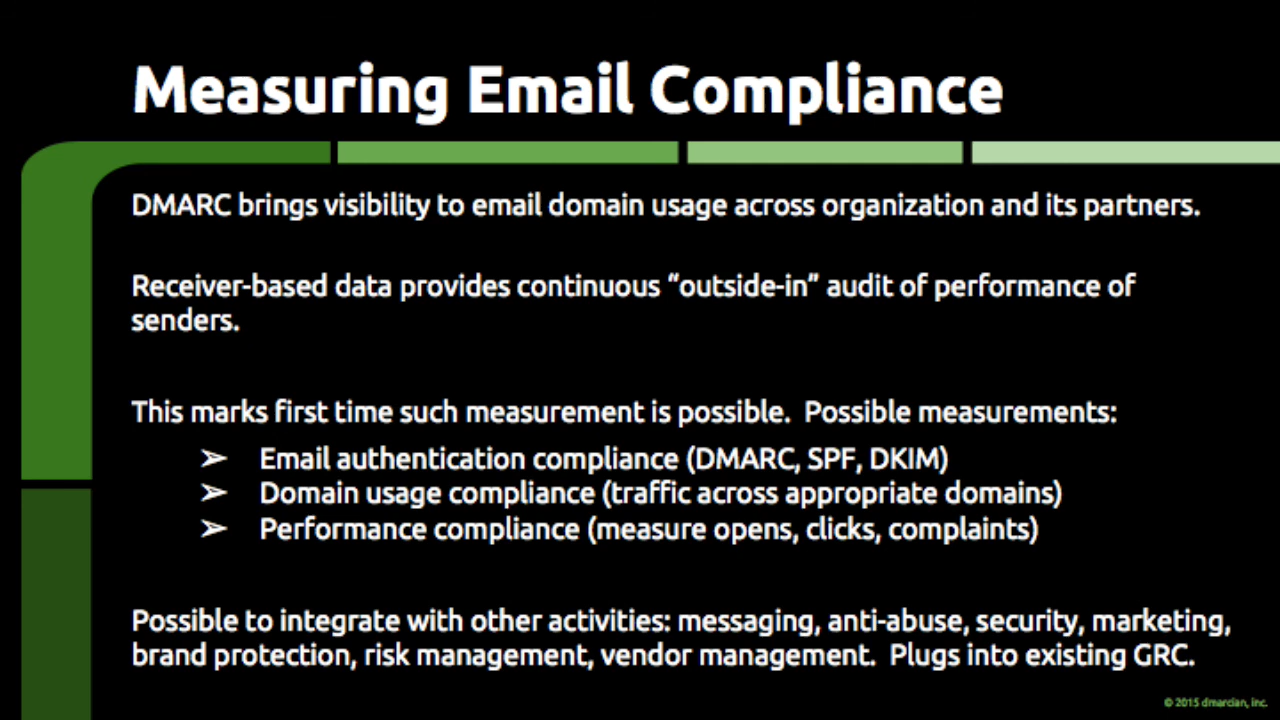 Measuring Email Compliance
DMARC brings visibility to email domain usage across organization and its partners.
Receiver-based data provides continuous “outside-in” audit of performance of
senders.
This marks first time such measurement is possible.  Possible measurements:
➢ Email authentication compliance (DMARC, SPF, DKIM)
➢ Domain usage compliance (traffic across appropriate domains)
➢ Performance compliance (measure opens, clicks, complaints)
Possible to integrate with other activities: messaging, anti-abuse, security, marketing,
brand protection, risk management, vendor management.  Plugs into existing GRC.
© 2015 dmarcian, inc.